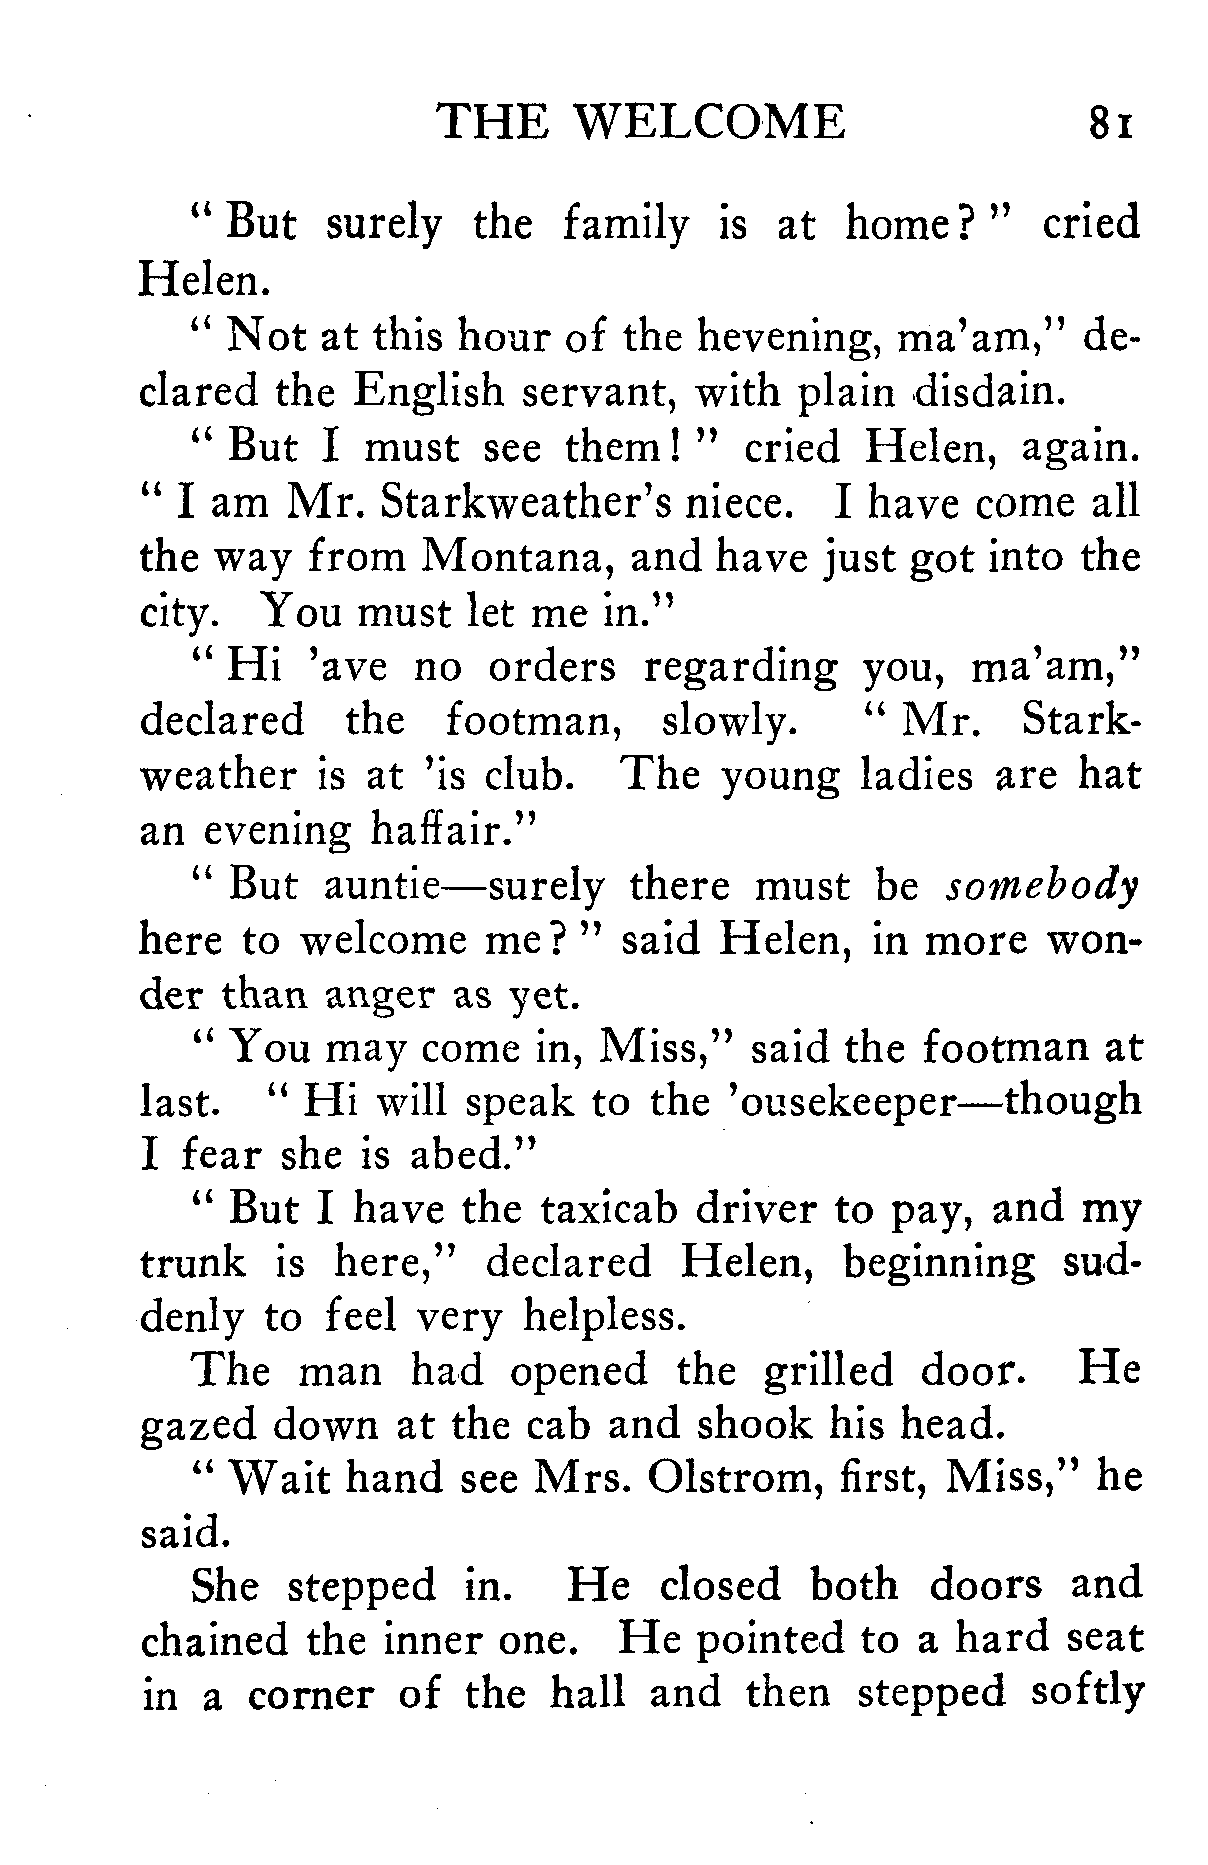 THE WELCOME 81
“ But surely the family is at home? ” cried
Helen.
“ Not at this hour of the hevening, ma’am,” de-
clared the English servant, with plain disdain.
“ But I must see them! ” cried Helen, again.
“ I am Mr. Starkweather’s niece. I have come all
the way from Montana, and have just got into the
city. You must let me in.”
“ Hi ’ave no orders regarding you, ma’am,”
declared the footman, slowly. “ Mr. Stark-
weather is at ’is club. The young ladies are hat
an evening haffair.”
“ But auntie—surely there must be somebody
here to welcome me? ” said Helen, in more won-
der than anger as yet.
“ You may come in, Miss,” said the footman at
last. “ Hi will speak to the ’ousekeeper—though
I fear she is abed.”
“ But I have the taxicab driver to pay, and my
trunk is here,” declared Helen, beginning sud-
denly to feel very helpless.
The man had opened the grilled door. He
gazed down at the cab and shook his head.
“ Wait hand see Mrs. Olstrom, first, Miss,” he
said.
She stepped in. He closed both doors and
chained the inner one. He pointed to a hard seat
in a corner of the hall and then stepped softly